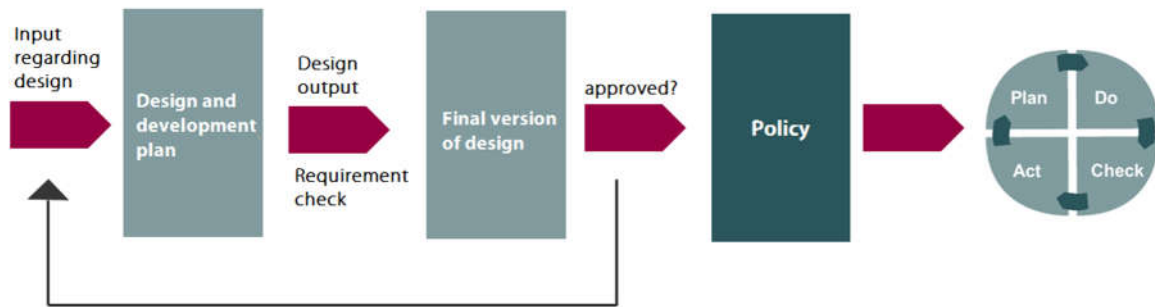 Input
regarding
design
Design and
development
plan
Design
output
Requirement
check
Final version
of design
approved?
Policy
Plan
Do
Act
Check